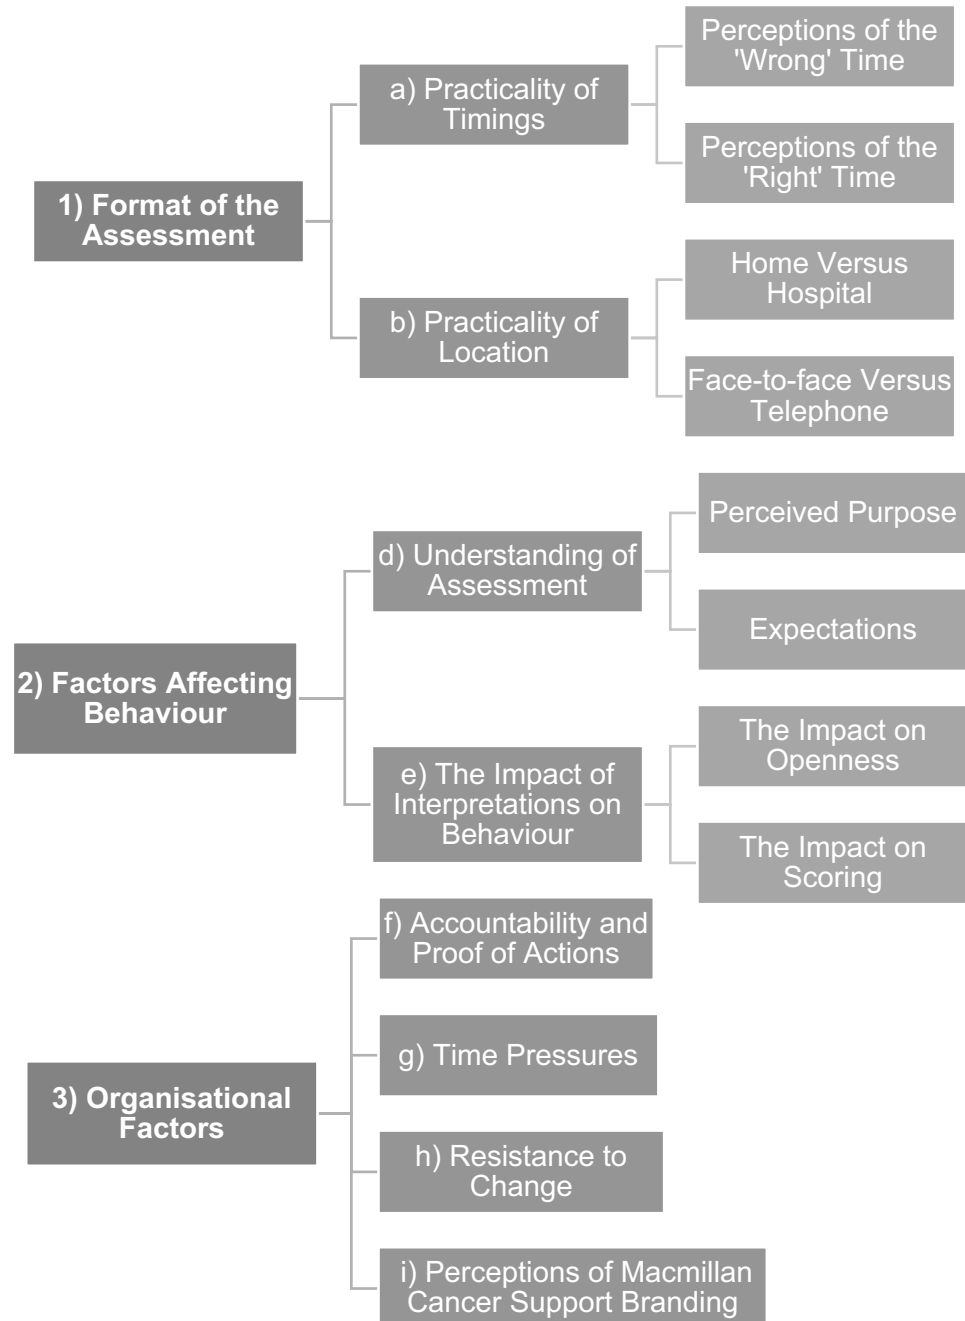 1) Format of the
Assessment
a) Practicality of
Timings
Perceptions of the
'Wrong' Time
Perceptions of the
'Right' Time
b) Practicality of
Location
Home Versus
Hospital
Face-to-face Versus
Telephone
2) Factors Affecting
Behaviour
d) Understanding of
Assessment
Perceived Purpose
Expectations
e) The Impact of
Interpretations on
Behaviour
The Impact on
Openness
The Impact on
Scoring
3) Organisational
Factors
f) Accountability and
Proof of Actions
g) Time Pressures
h) Resistance to
Change
i) Perceptions of Macmillan
Cancer Support Branding